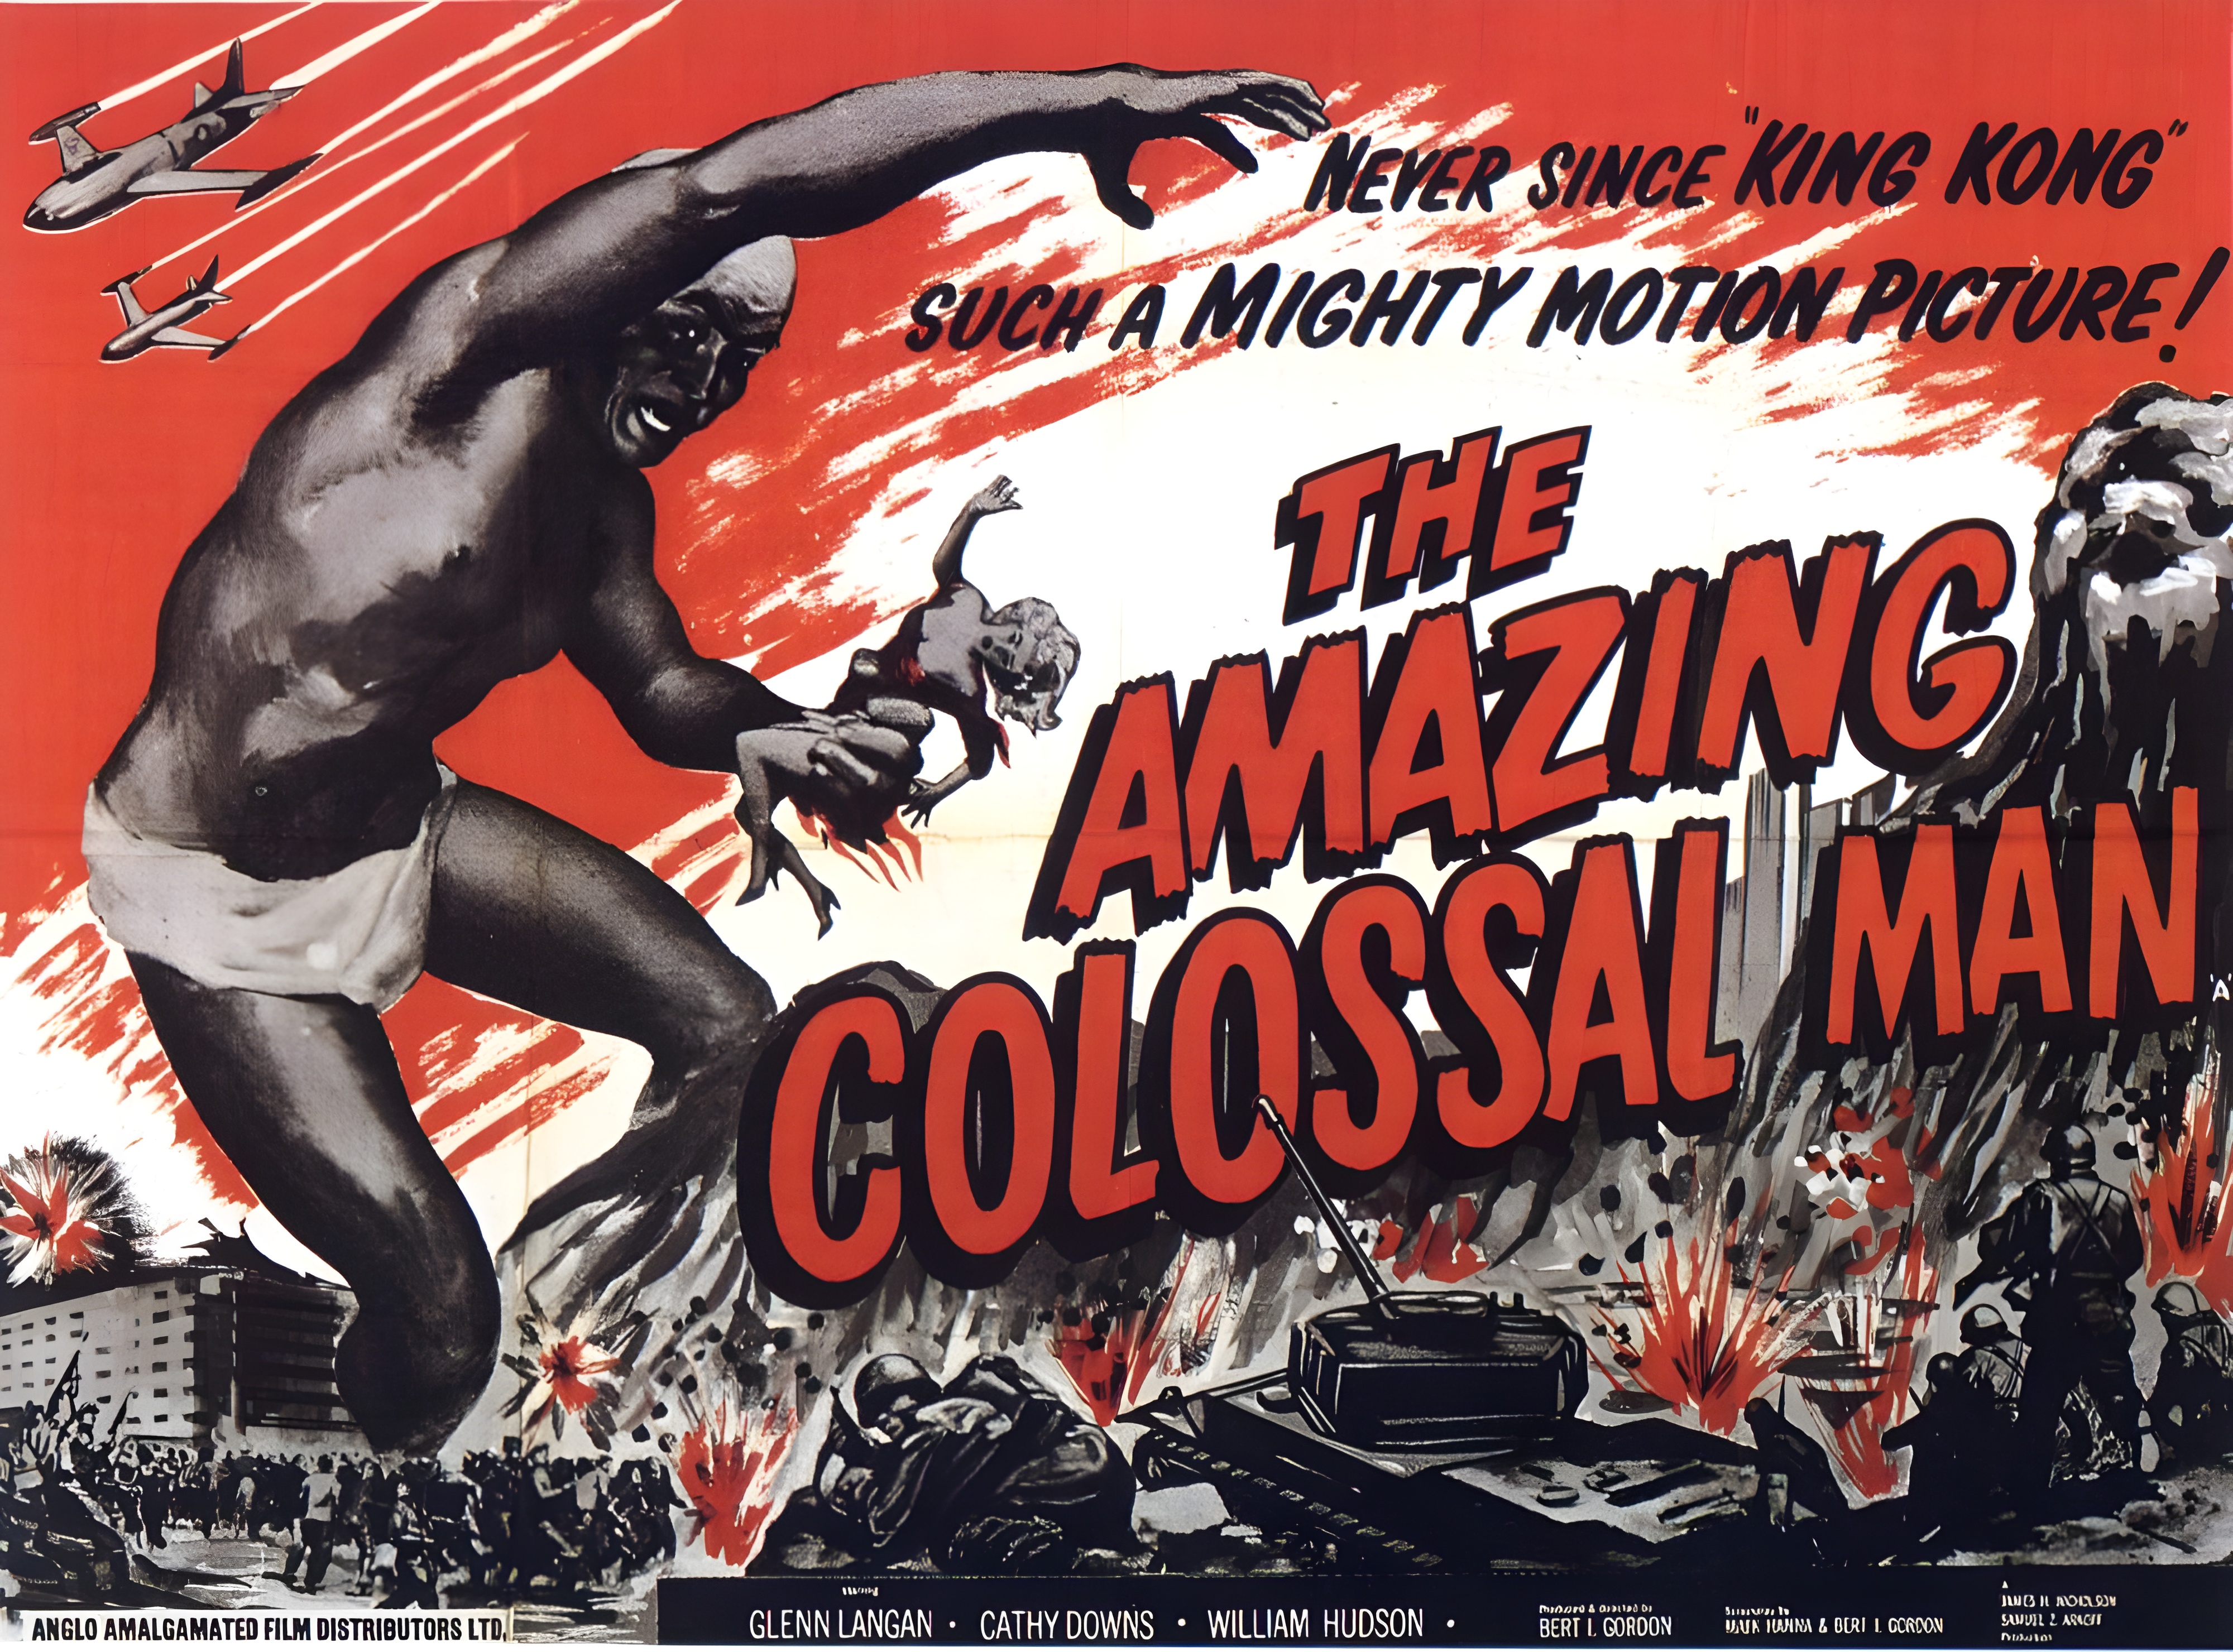 NEVER SINCE "KING KONG"
SUCH A MIGHTY MOTION PICTURE!
THE
AMAZING
COLOSSAL MAN
"A"
ANGLO AMALGAMATED FILM DISTRIBUTORS LTD.
GLENN LANGAN · CATHY DOWNS · WILLIAM HUDSON ·
BERT I. GORDON
& BERT I. GORDON
A